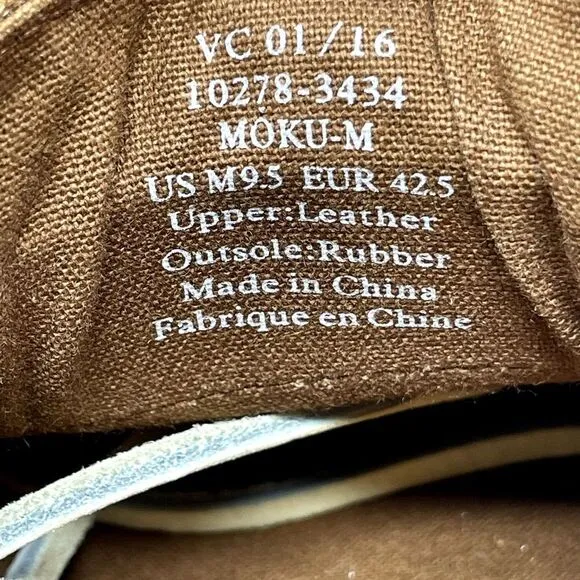 VC 01/16
10278-3434
MOKU-M
US M9.5 EUR 42.5
Upper:Leather
Outsole:Rubber
Made in China
Fabrique en Chine